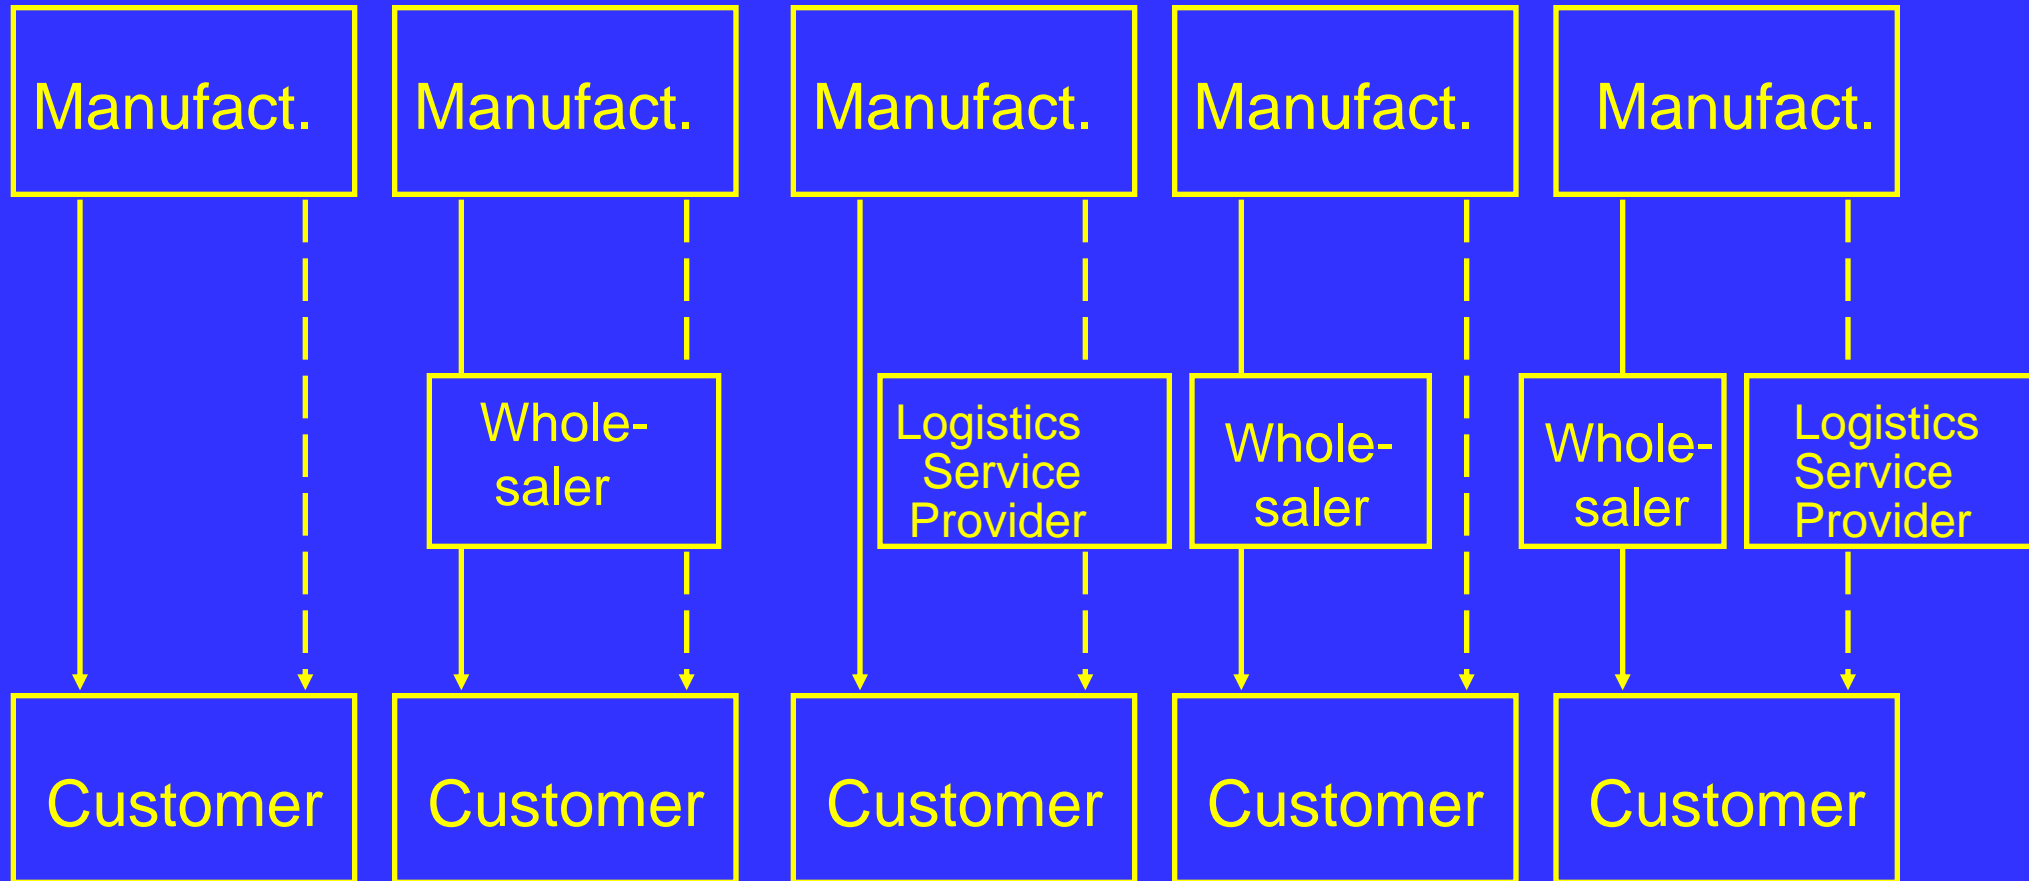 Manufact.
Manufact.
Manufact.
Manufact.
Manufact.
Whole-
saler
Logistics
Service
Provider
Whole-
saler
Whole-
saler
Logistics
Service
Provider
Customer
Customer
Customer
Customer
Customer